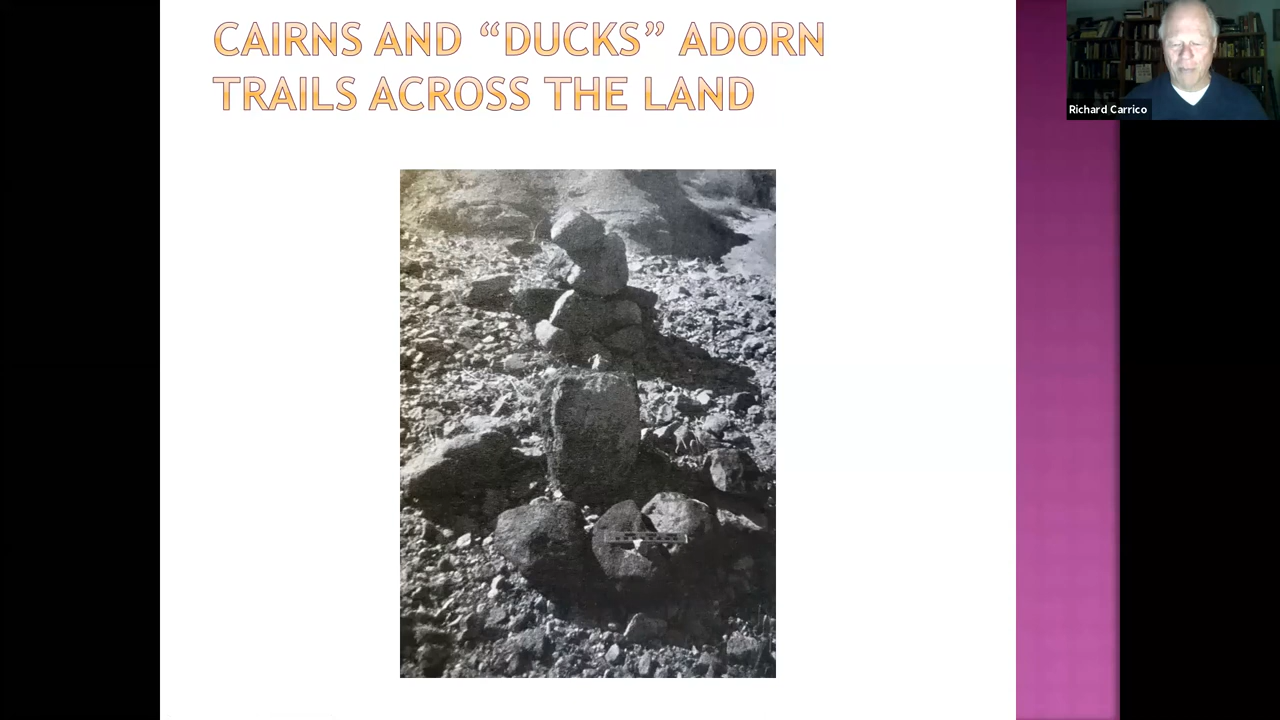 CAIRNS AND “DUCKS” ADORN
TRAILS ACROSS THE LAND
Richard Carrico